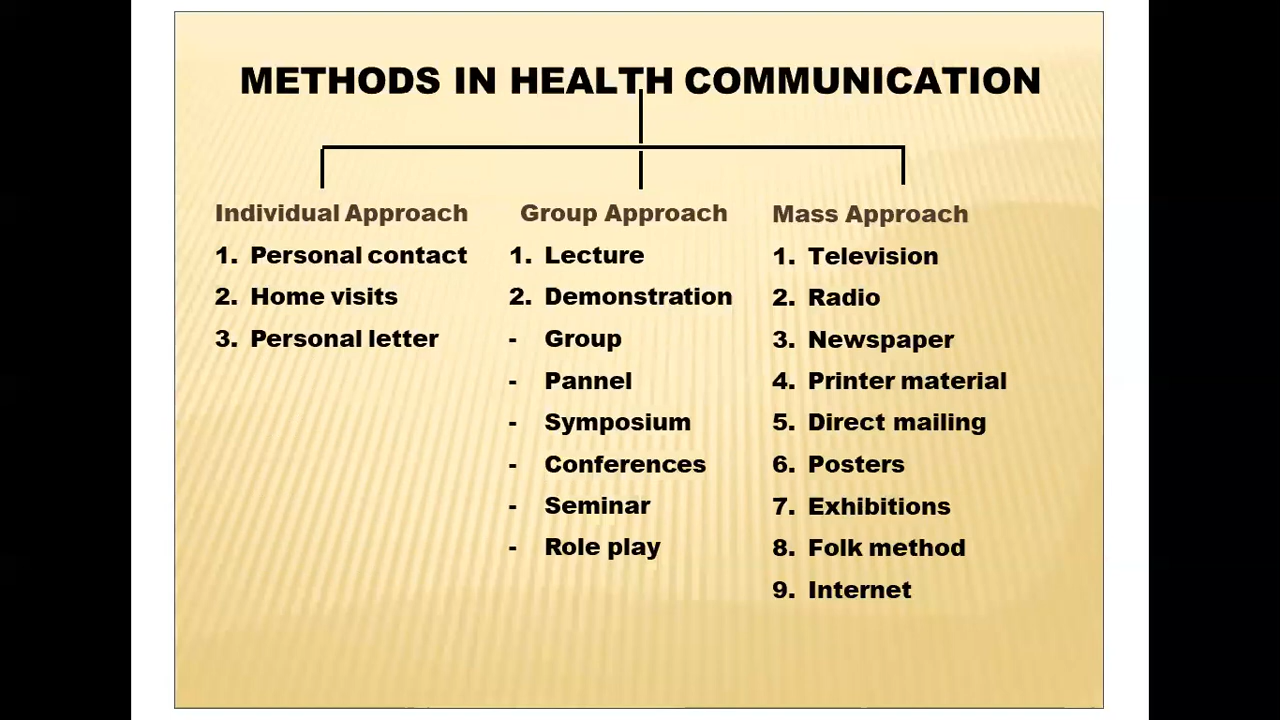 METHODS IN HEALTH COMMUNICATION
Individual Approach
1. Personal contact
2. Home visits
3. Personal letter
Group Approach
1. Lecture
2. Demonstration
- Group
- Pannel
- Symposium
- Conferences
- Seminar
- Role play
Mass Approach
1. Television
2. Radio
3. Newspaper
4. Printer material
5. Direct mailing
6. Posters
7. Exhibitions
8. Folk method
9. Internet